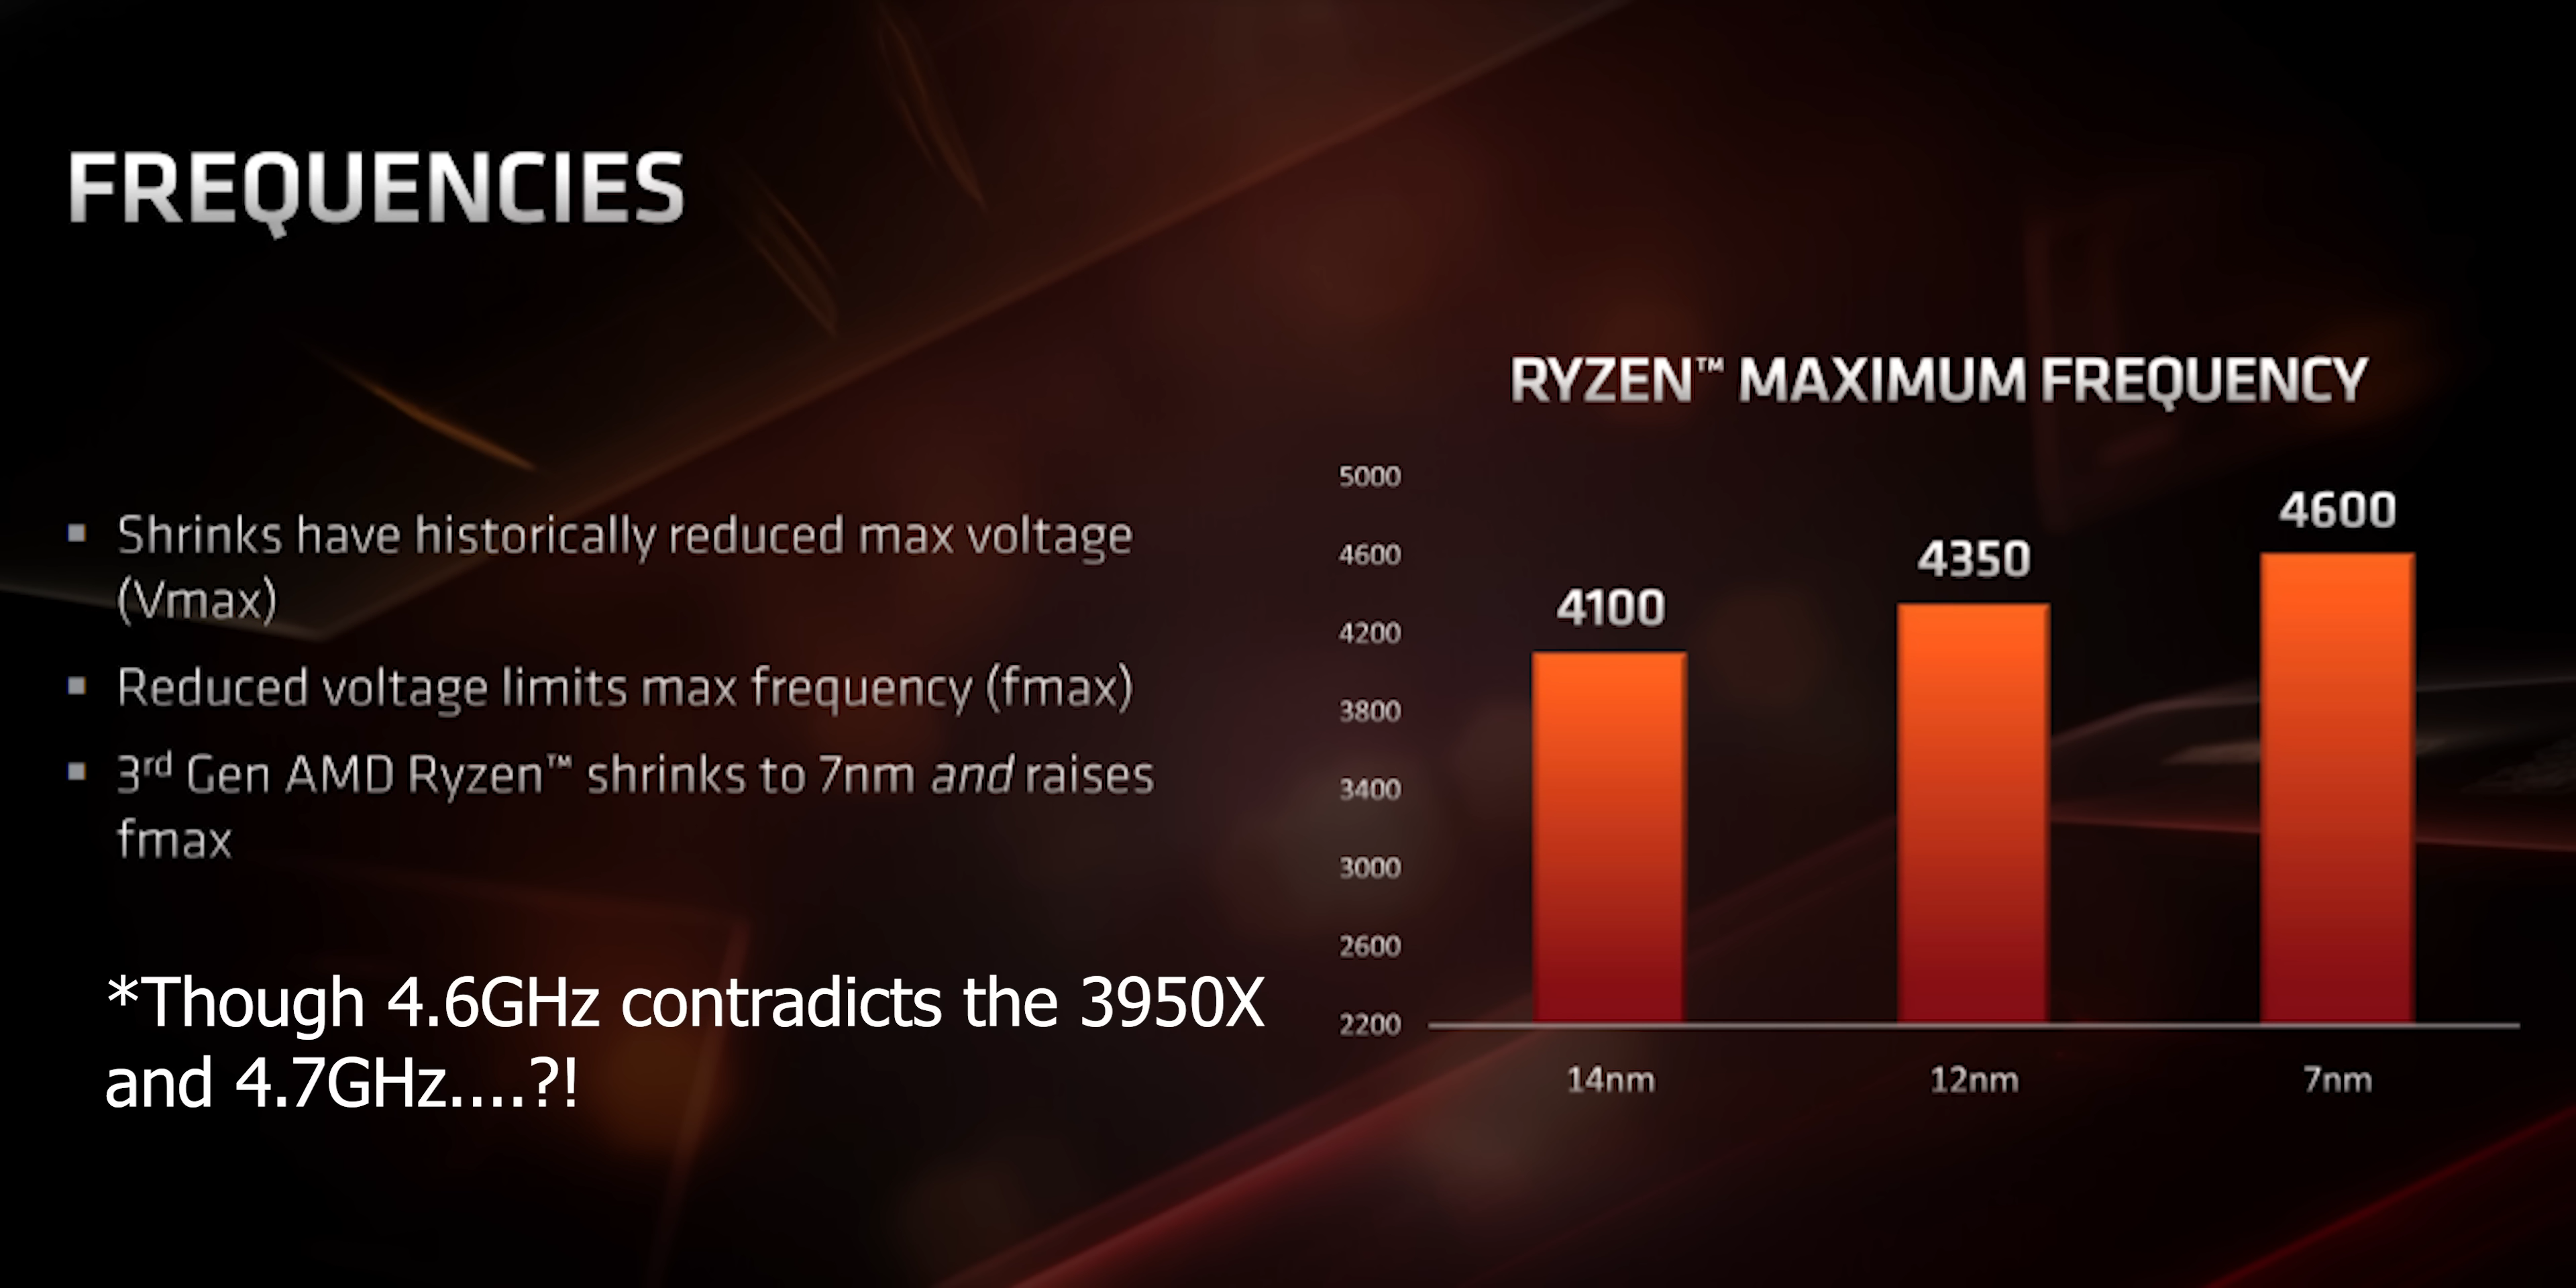 FREQUENCIES
▪ Shrinks have historically reduced max voltage
(Vmax)
▪ Reduced voltage limits max frequency (fmax)
▪ 3rd Gen AMD Ryzen™ shrinks to 7nm and raises
fmax
*Though 4.6GHz contradicts the 3950X
and 4.7GHz....?!
RYZEN™ MAXIMUM FREQUENCY
5000
4600
4200
3800
3400
3000
2600
2200
4100
4350
4600
14nm
12nm
7nm